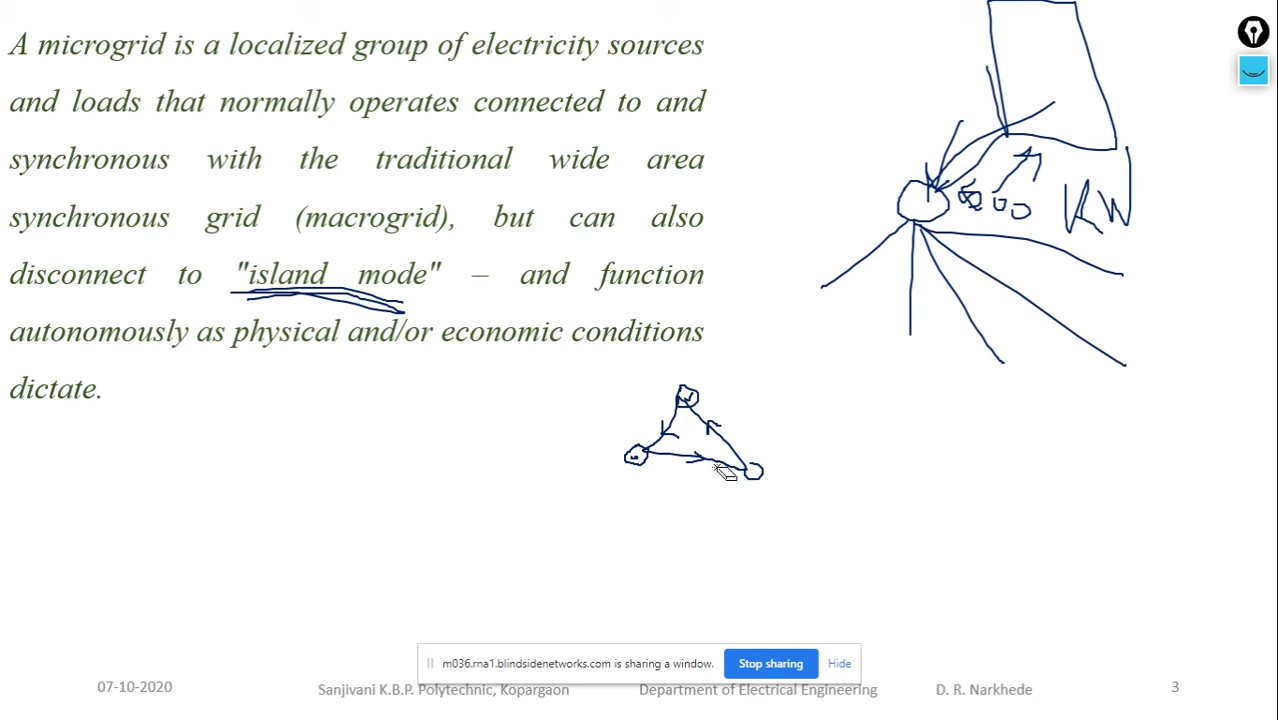 A microgrid is a localized group of electricity sources
and loads that normally operates connected to and
synchronous with the traditional wide area
synchronous grid (macrogrid), but can also
disconnect to "island mode" – and function
autonomously as physical and/or economic conditions
dictate.
KW
m036.rna1.blindsidenetworks.com is sharing a window. Stop sharing Hide
07-10-2020 Sanjivani K.B.P. Polytechnic, Kopargaon Department of Electrical Engineering D. R. Narkhede 3